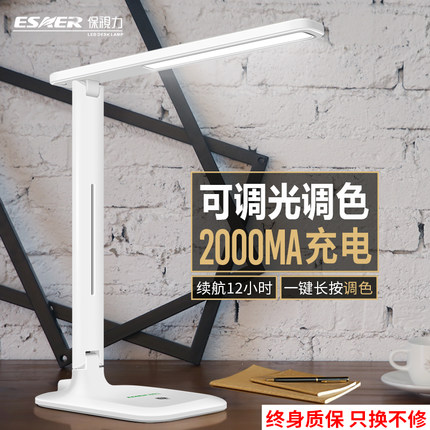 ESMER 保視力
LED DESK LAMP
可调光调色
2000MA充电
续航12小时 一键长按调色
终身质保 只换不修